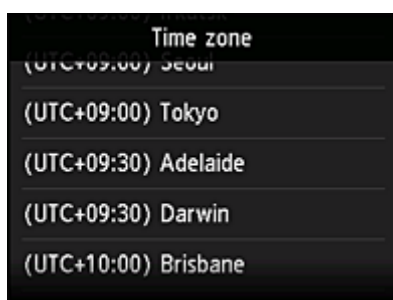 Irkutsk
Time zone
(UTC+09:00) Seoul
(UTC+09:00) Tokyo
(UTC+09:30) Adelaide
(UTC+09:30) Darwin
(UTC+10:00) Brisbane